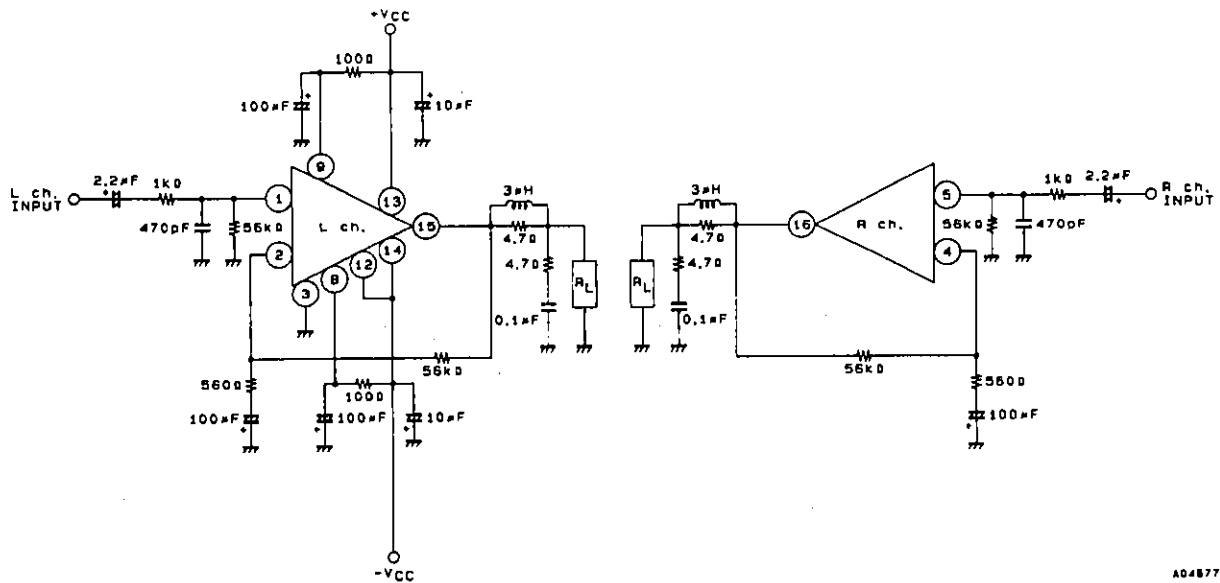 +VCC
100Ω
100μF
+
+
10μF
9
L ch.
INPUT
2.2μF
+
1kΩ
470pF
56kΩ
1
2
3
8
12
14
13
15
L ch.
3μH
4.7Ω
4.7Ω
0.1μF
RL
56kΩ
560Ω
100μF
+
100Ω
100μF
+
10μF
+
-VCC
3μH
4.7Ω
4.7Ω
0.1μF
RL
16
R ch.
5
4
56kΩ
470pF
1kΩ
2.2μF
+
R ch.
INPUT
56kΩ
560Ω
100μF
+